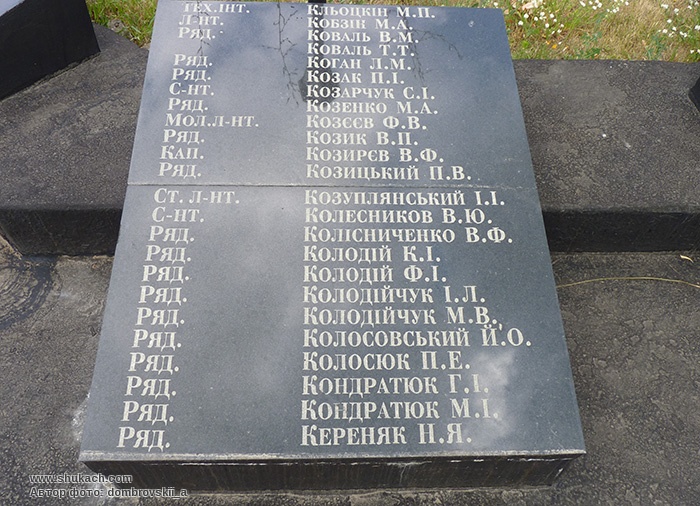 Тех.інт. Кльоцкін М.П.
Л-нт. Кобзін М.А.
Ряд. Коваль В.М.
Коваль Т.Т.
Ряд. Коган Л.М.
Ряд. Козак П.І.
С-нт. Козарчук С.І.
Ряд. Козенко М.А.
Мол.л-нт. Козєєв Ф.В.
Ряд. Козик В.П.
Кап. Козирєв В.Ф.
Ряд. Козицький П.В.
Ст. л-нт. Козуплянський І.І.
С-нт. Колесников В.Ю.
Ряд. Колісниченко В.Ф.
Ряд. Колодій К.І.
Ряд. Колодій Ф.І.
Ряд. Колодійчук І.Л.
Ряд. Колодійчук М.В.
Ряд. Колосовський Й.О.
Ряд. Колосюк П.Е.
Ряд. Кондратюк Г.І.
Ряд. Кондратюк М.І.
Ряд. Кереняк Н.Я.
www.shukach.com
Автор фото: dombrovskii_a